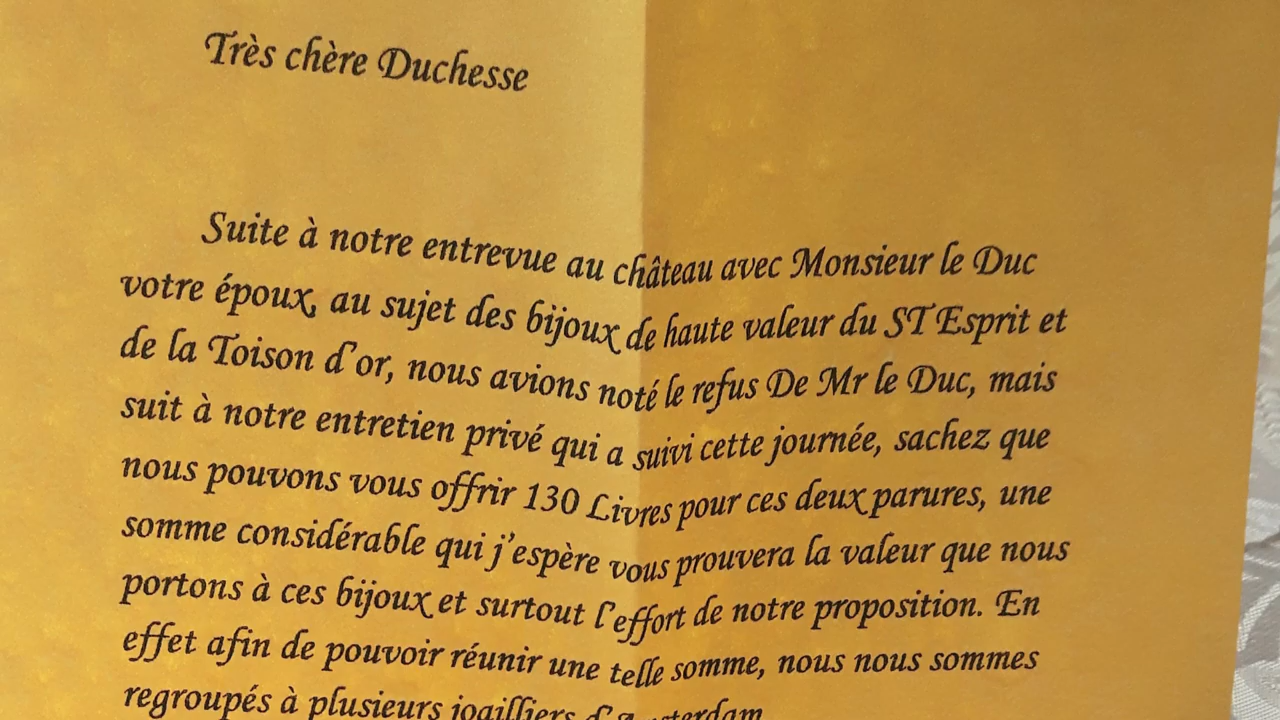 Très chère Duchesse
Suite à notre entrevue au château avec Monsieur le Duc
votre époux, au sujet des bijoux de haute valeur du ST Esprit et
de la Toison d'or, nous avions noté le refus De Mr le Duc, mais
suit à notre entretien privé qui a suivi cette journée, sachez que
nous pouvons vous offrir 130 Livres pour ces deux parures, une
somme considérable qui j'espère vous prouvera la valeur que nous
portons à ces bijoux et surtout l'effort de notre proposition. En
effet afin de pouvoir réunir une telle somme, nous nous sommes
regroupés à plusieurs joailliers d'Amsterdam